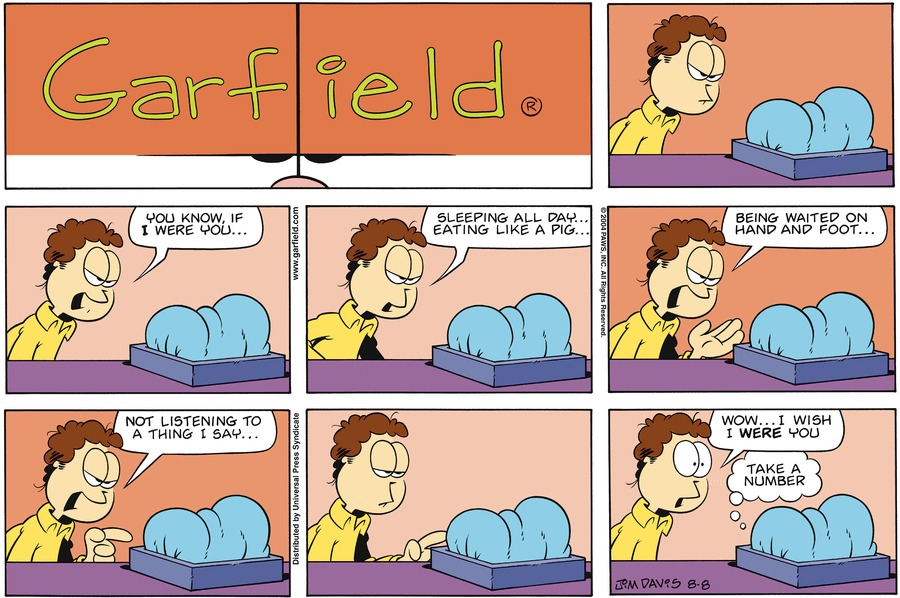 Garfield ®
YOU KNOW, IF
I WERE YOU...
www.garfield.com
SLEEPING ALL DAY...
EATING LIKE A PIG...
© 2004 PAWS, INC. All Rights Reserved.
BEING WAITED ON
HAND AND FOOT...
NOT LISTENING TO
A THING I SAY...
Distributed by Universal Press Syndicate
WOW...I WISH
I WERE YOU
TAKE A
NUMBER
JIM DAVIS 8-8